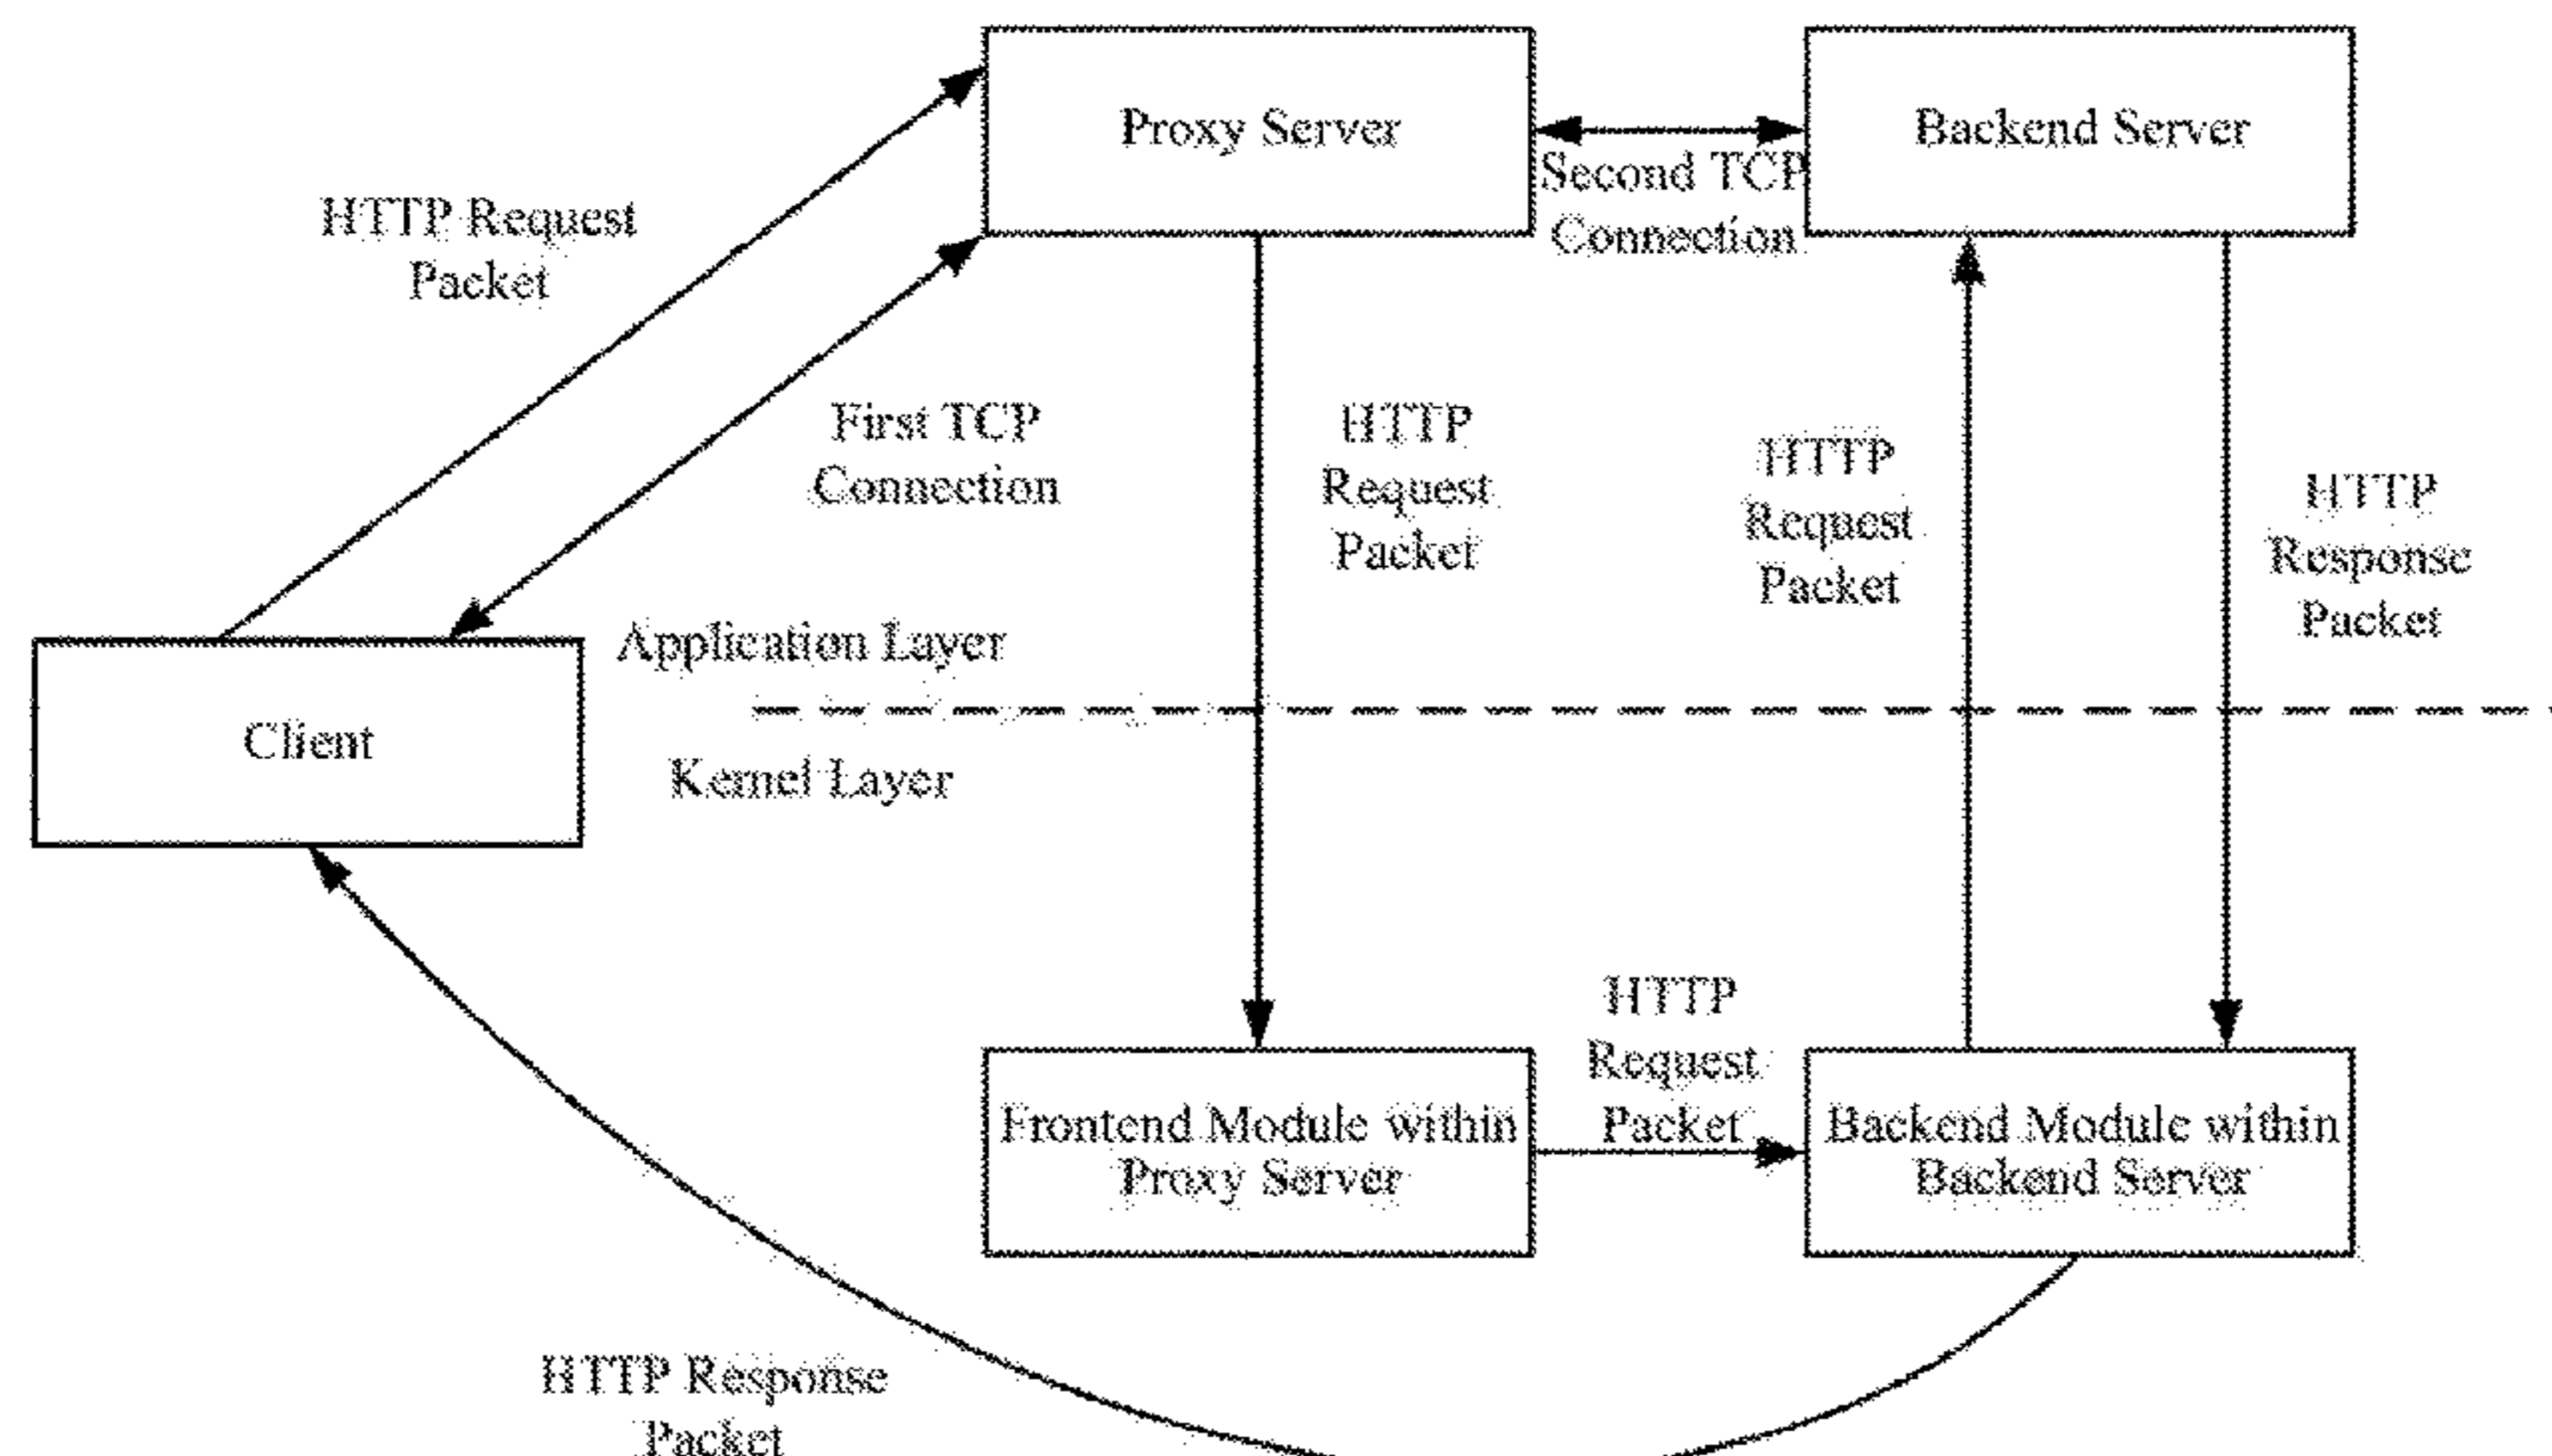 Proxy Server
Backend Server
Second TCP
Connection
HTTP Request
Packet
First TCP
Connection
HTTP
Request
Packet
HTTP
Request
Packet
HTTP
Response
Packet
Application Layer
Client
Kernel Layer
HTTP
Request
Packet
Frontend Module within
Proxy Server
Backend Module within
Backend Server
HTTP Response
Packet